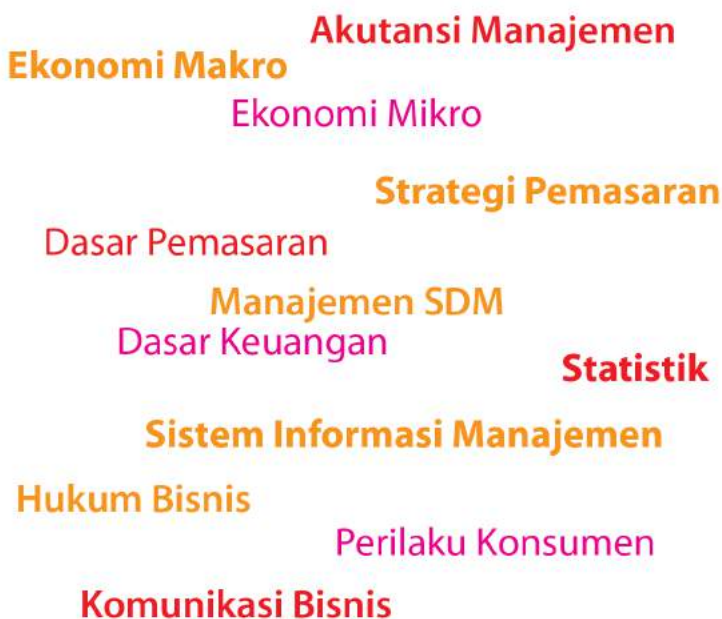 Akutansi Manajemen
Ekonomi Makro
Ekonomi Mikro
Strategi Pemasaran
Dasar Pemasaran
Manajemen SDM
Dasar Keuangan
Statistik
Sistem Informasi Manajemen
Hukum Bisnis
Perilaku Konsumen
Komunikasi Bisnis